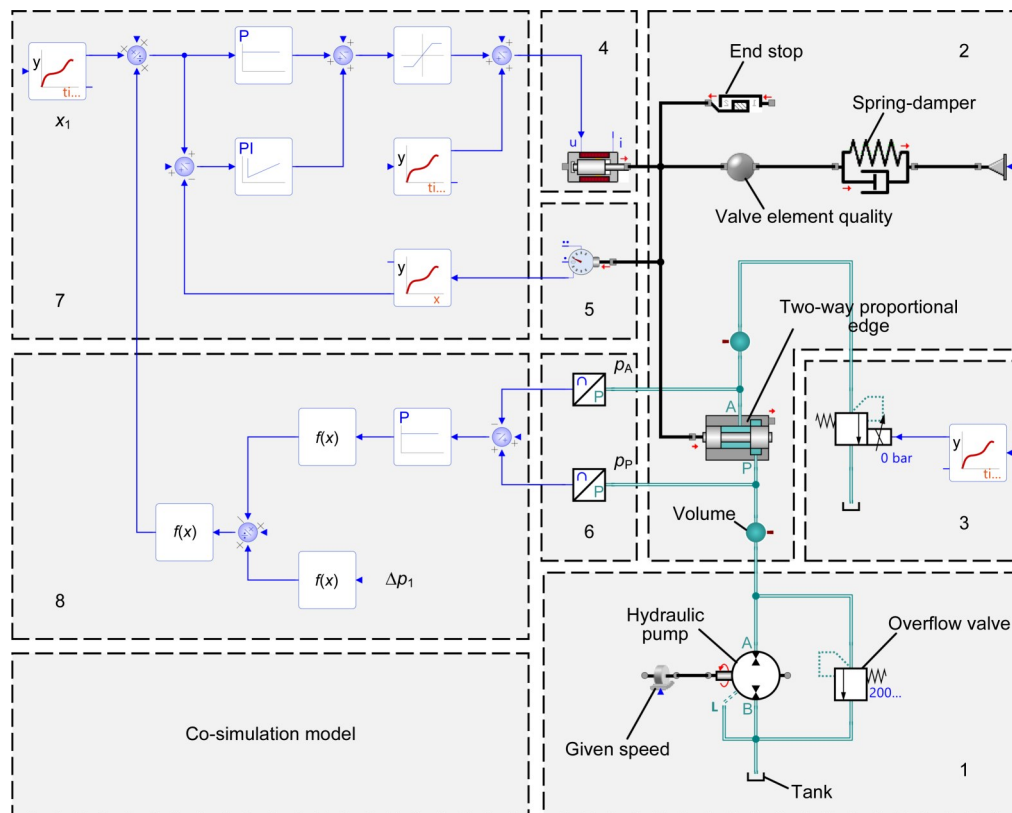 y
ti...
x1
P
4
End stop
2
Spring-damper
PI
y
ti...
u
i
Valve element quality
y
x
7
5
Two-way proportional
edge
pA
A
P
P
pP
P
f(x)
P
6
0 bar
y
ti...
3
Volume
f(x)
f(x)
Δp1
8
Hydraulic
pump
A
Overflow valve
200...
L
B
Given speed
Co-simulation model
Tank
1